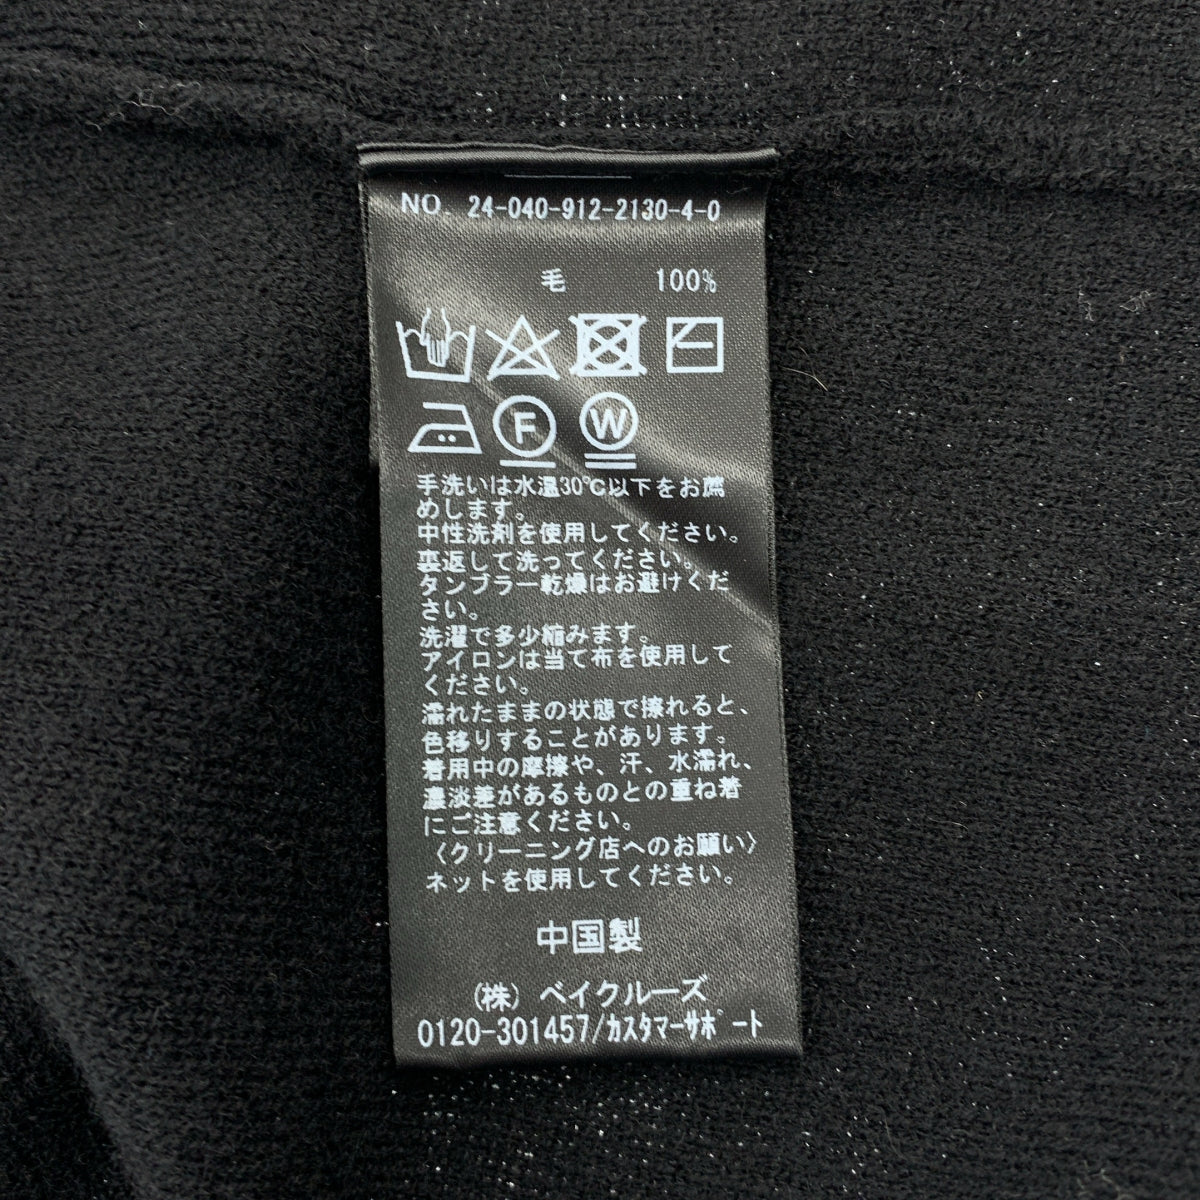 NO. 24-040-912-2130-4-0
毛 100%
F W
手洗いは水温30℃以下をお薦
めします。
中性洗剤を使用してください。
裏返して洗ってください。
タンブラー乾燥はお避けくだ
さい。
洗濯で多少縮みます。
アイロンは当て布を使用して
ください。
濡れたままの状態で擦れると、
色移りすることがあります。
着用中の摩擦や、汗、水濡れ、
濃淡差があるものとの重ね着
にご注意ください。
〈クリーニング店へのお願い〉
ネットを使用してください。
中国製
(株) ベイクルーズ
0120-301457/ｶｽﾀﾏｰｻﾎﾟｰﾄ